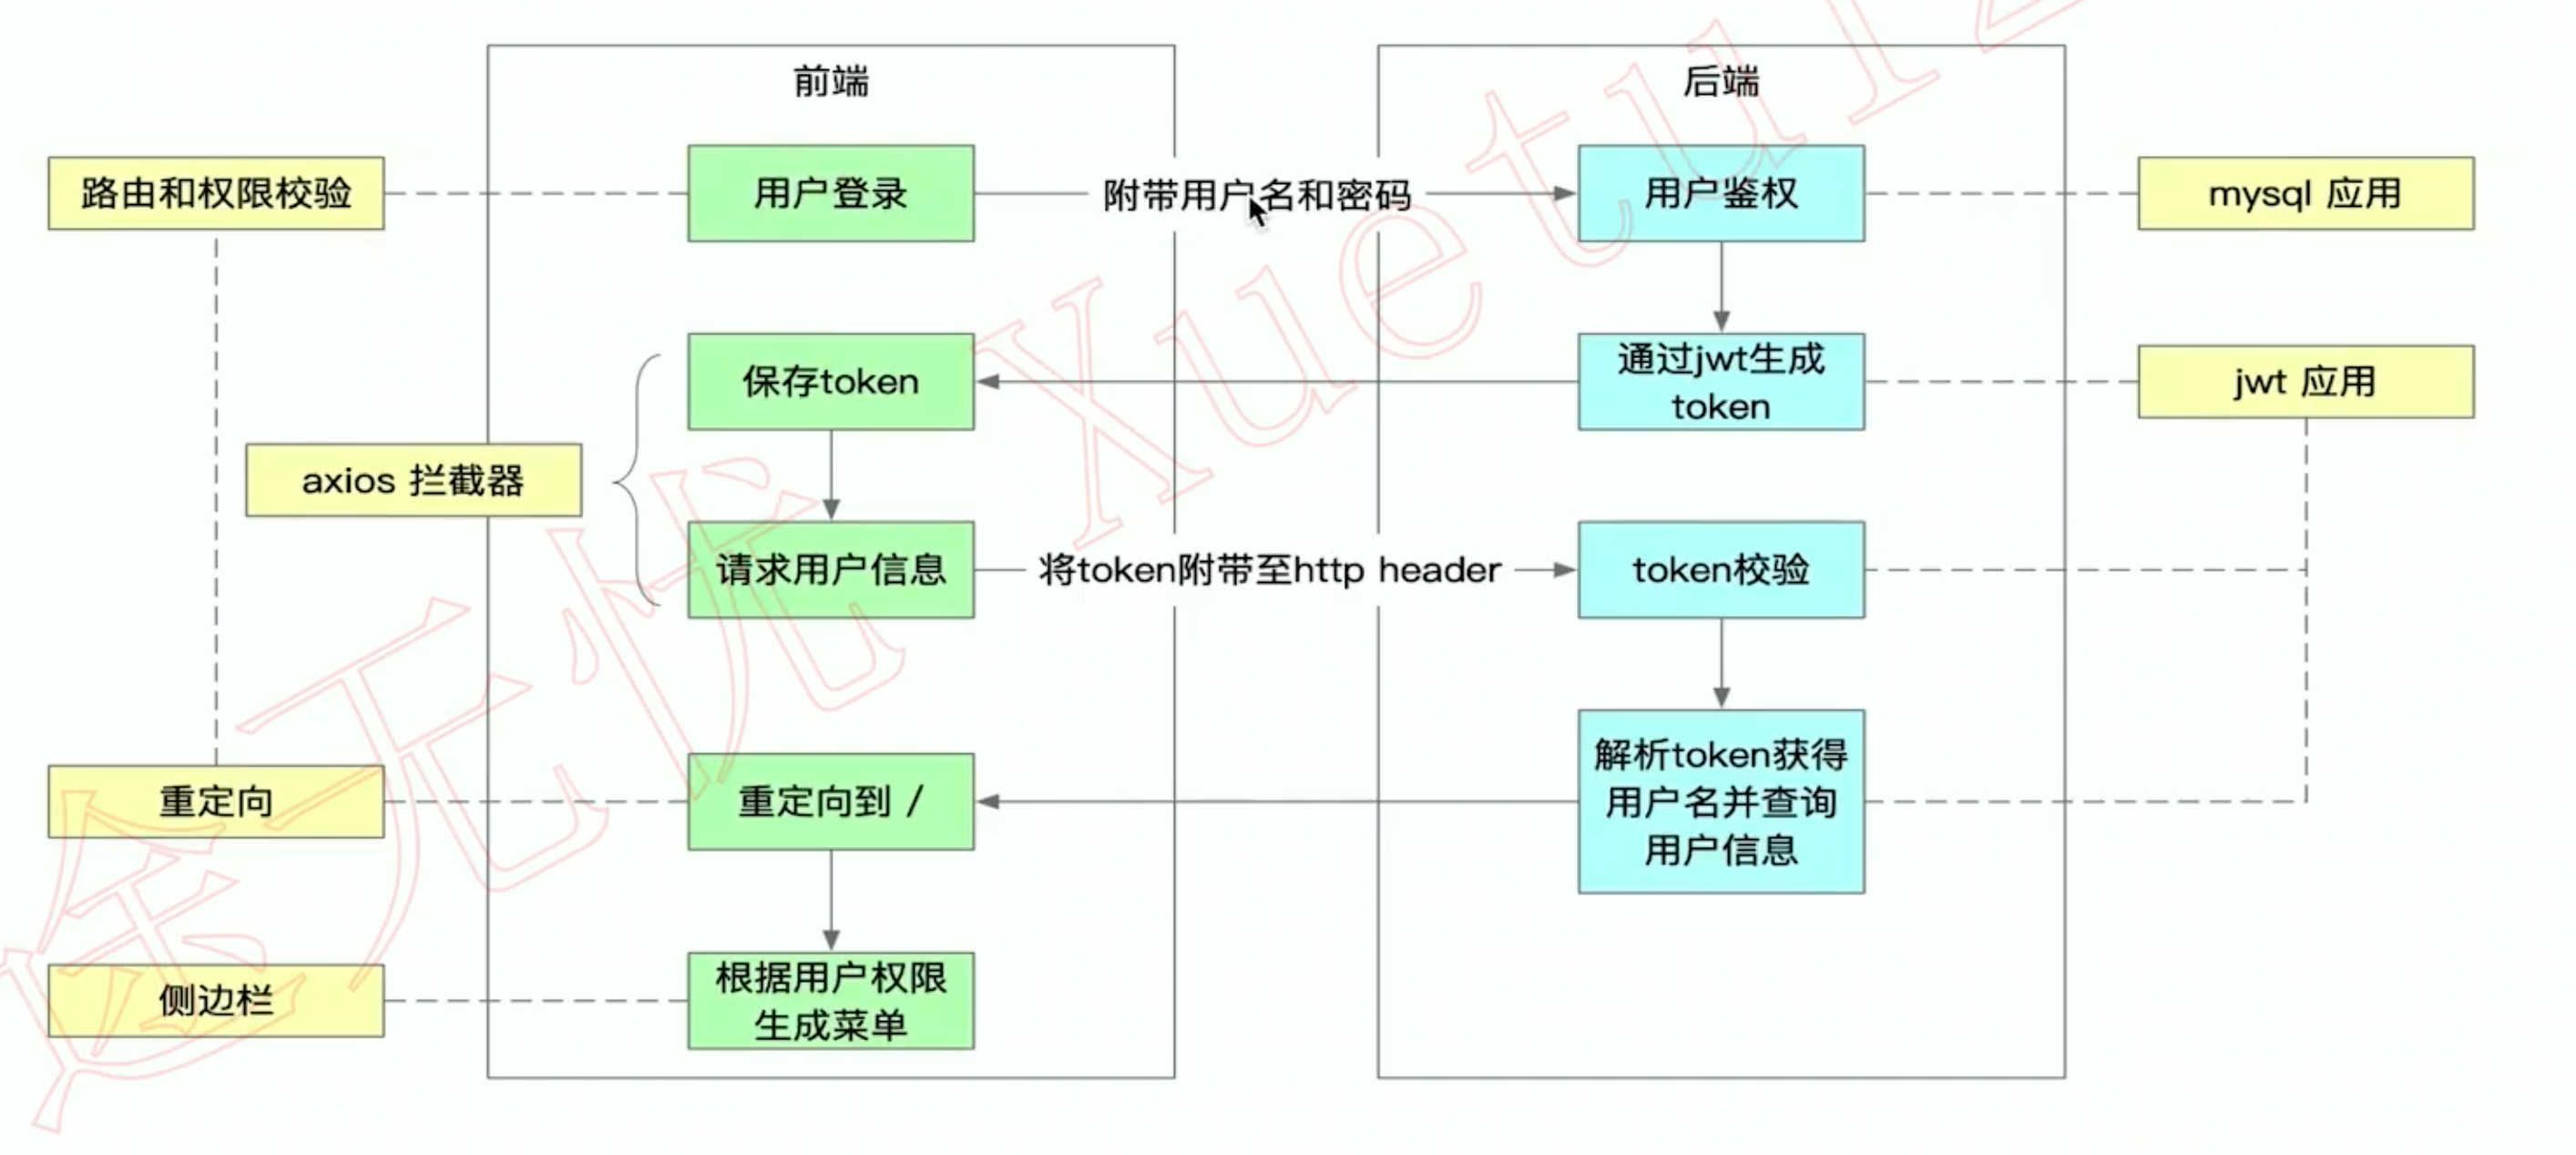 前端
后端
路由和权限校验
用户登录
附带用户名和密码
用户鉴权
mysql 应用
保存token
通过jwt生成
token
jwt 应用
axios 拦截器
请求用户信息
将token附带至http header
token校验
重定向
重定向到 /
解析token获得
用户名并查询
用户信息
侧边栏
根据用户权限
生成菜单
途无忧 Xuetu